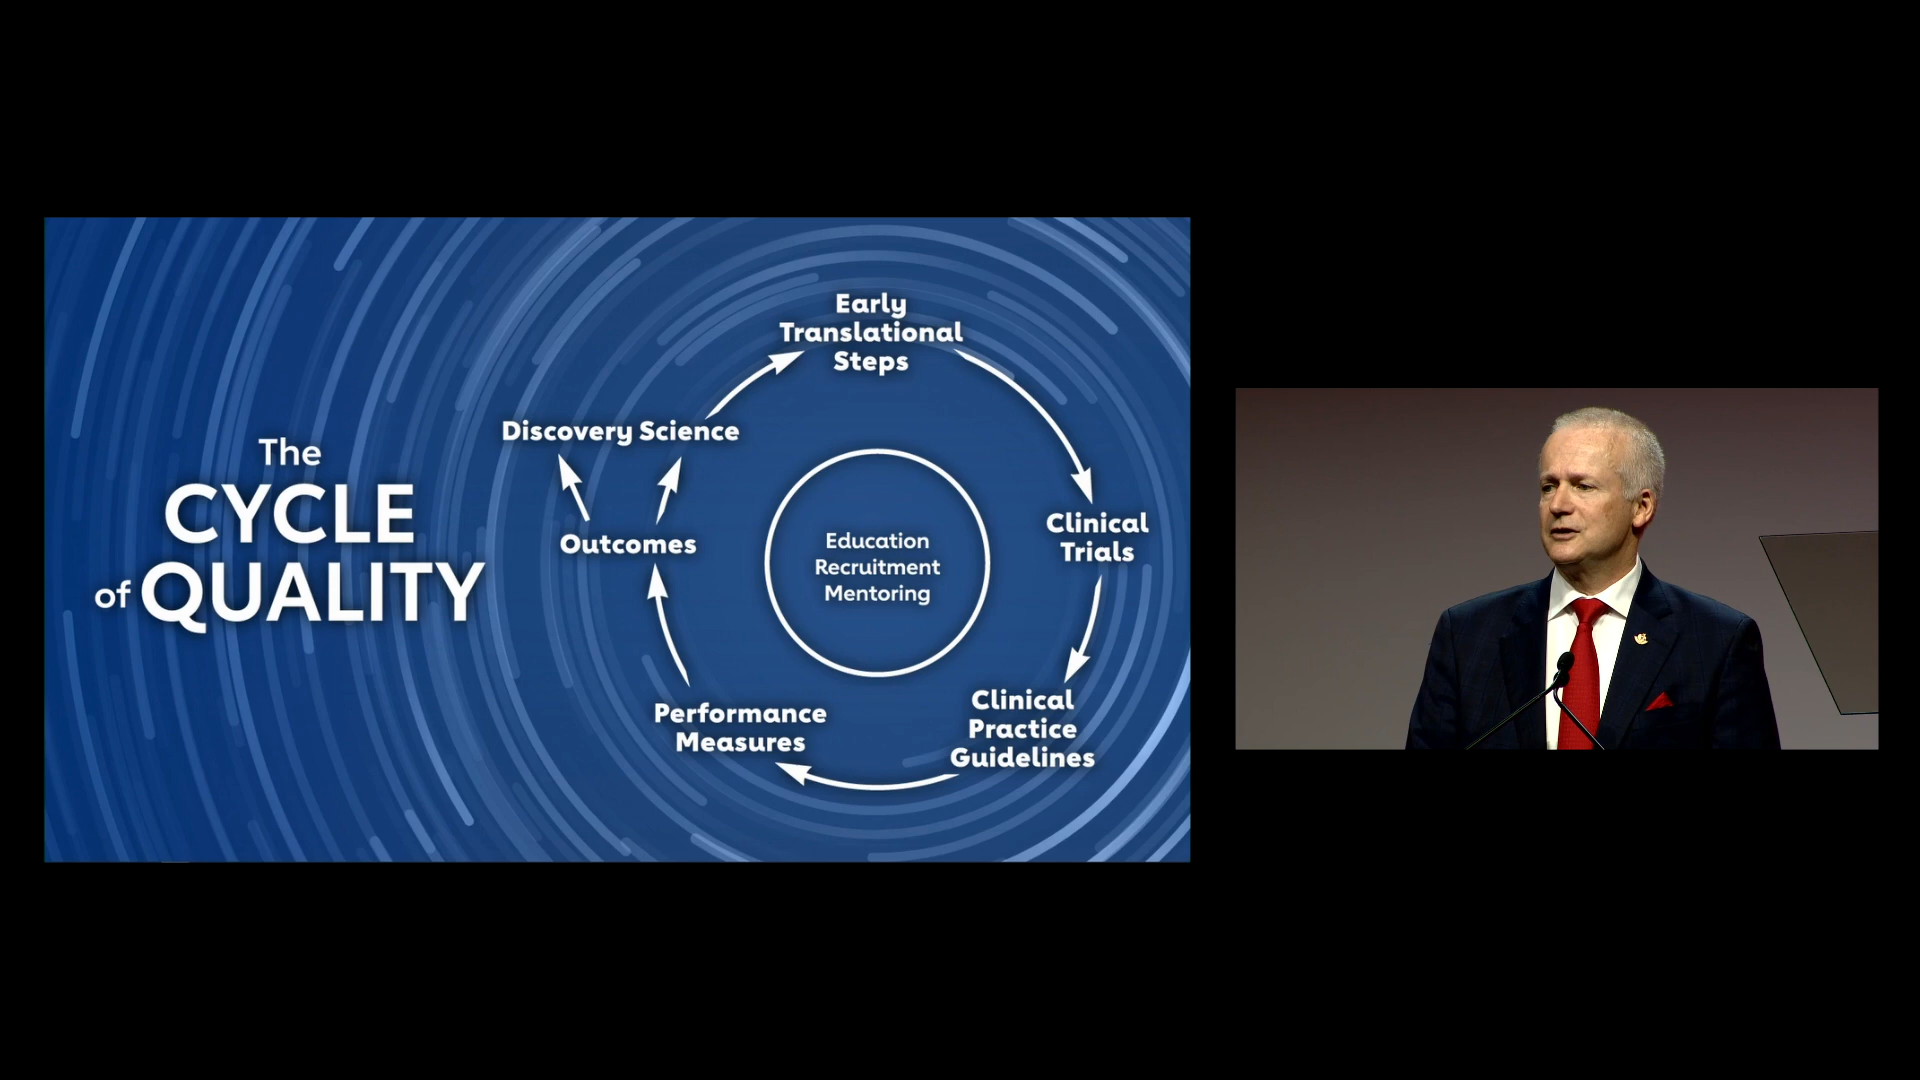 The
CYCLE
of QUALITY
Early
Translational
Steps
Discovery Science
Clinical
Trials
Outcomes
Education
Recruitment
Mentoring
Clinical
Practice
Guidelines
Performance
Measures